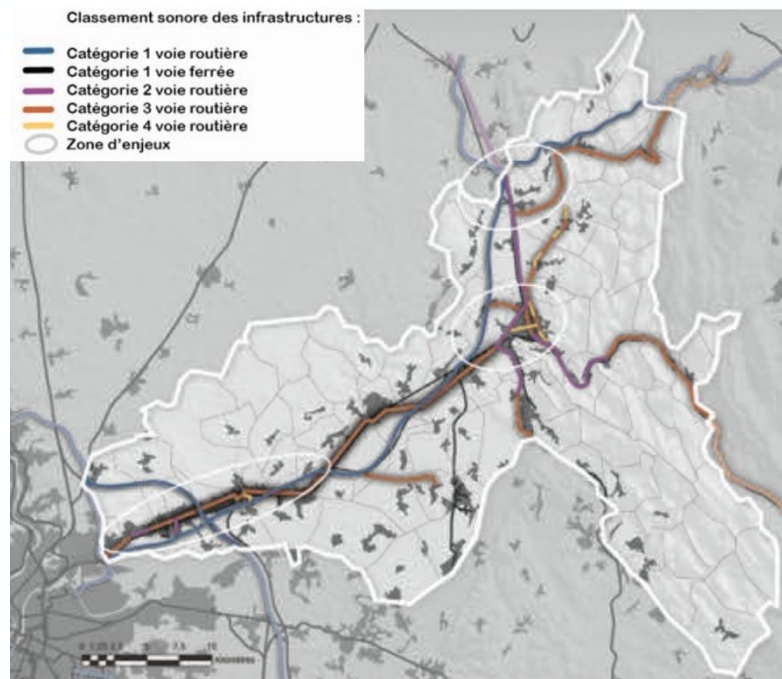 Classement sonore des infrastructures :
Catégorie 1 voie routière
Catégorie 1 voie ferrée
Catégorie 2 voie routière
Catégorie 3 voie routière
Catégorie 4 voie routière
Zone d'enjeux